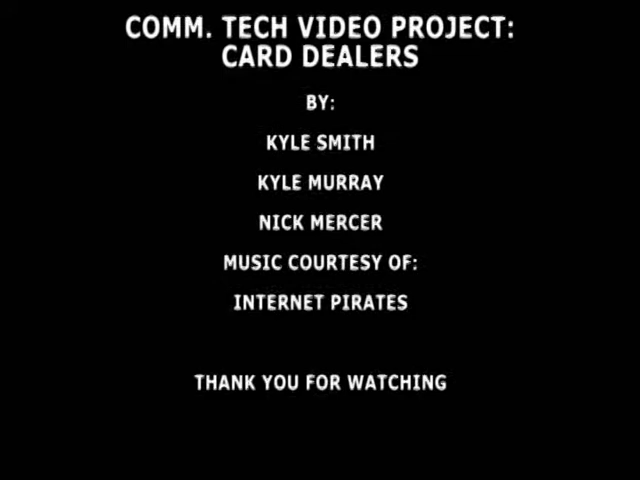 COMM. TECH VIDEO PROJECT:
CARD DEALERS
BY:
KYLE SMITH
KYLE MURRAY
NICK MERCER
MUSIC COURTESY OF:
INTERNET PIRATES
THANK YOU FOR WATCHING